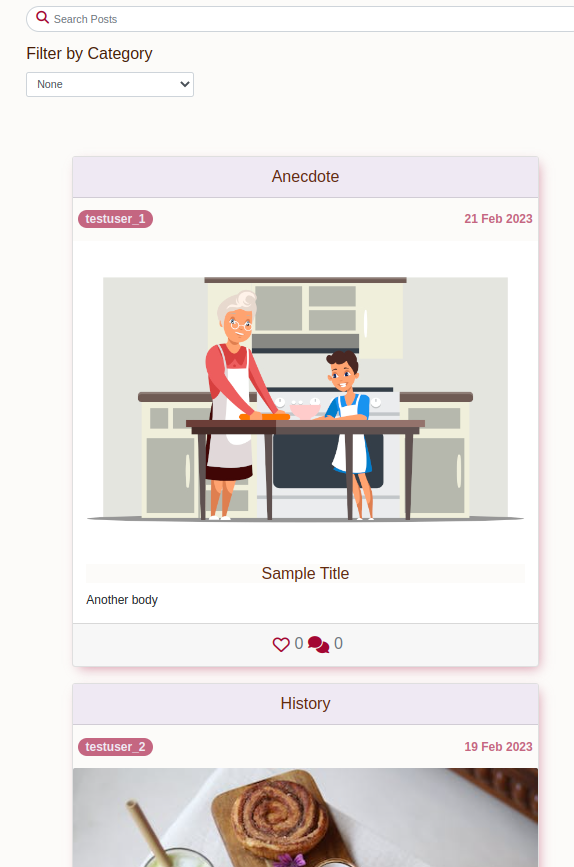 Search Posts
Filter by Category
None
Anecdote
testuser_1 21 Feb 2023
Sample Title
Another body
0 0
History
testuser_2 19 Feb 2023